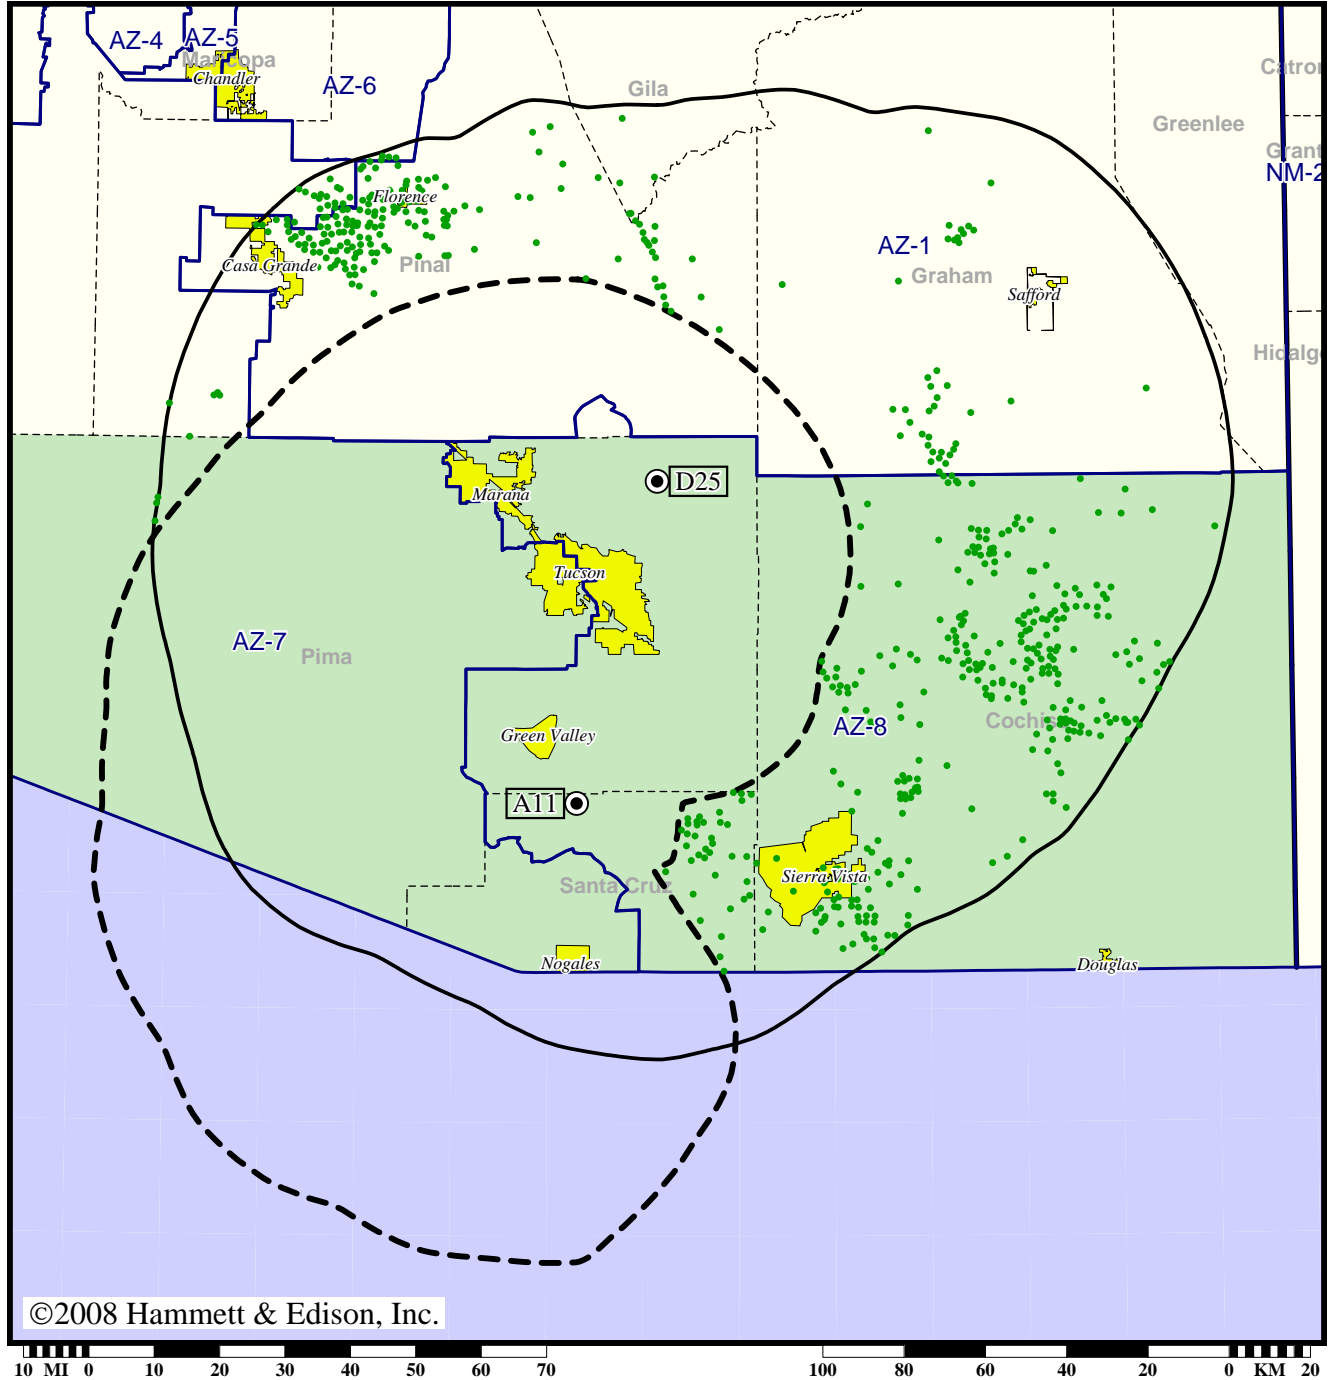 AZ-4
AZ-5
Maricopa
Chandler
AZ-6
Gila
Catron
Greenlee
Grant
NM-2
Florence
AZ-1
Casa Grande
Pinal
Graham
Safford
Hidalgo
D25
Marana
Tucson
AZ-7
Pima
Green Valley
Cochis
AZ-8
A11
Sierra Vista
Santa Cruz
Nogales
Douglas
©2008 Hammett & Edison, Inc.
10 MI 0 10 20 30 40 50 60 70 100 80 60 40 20 0 KM 20